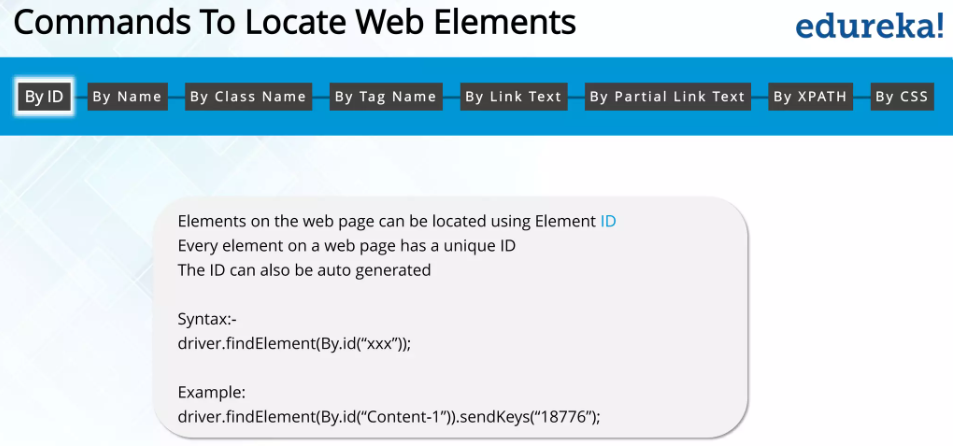 Commands To Locate Web Elements
edureka!
By ID
By Name
By Class Name
By Tag Name
By Link Text
By Partial Link Text
By XPATH
By CSS
Elements on the web page can be located using Element ID
Every element on a web page has a unique ID
The ID can also be auto generated
Syntax:-
driver.findElement(By.id(“xxx”));
Example:
driver.findElement(By.id(“Content-1”)).sendKeys(“18776”);